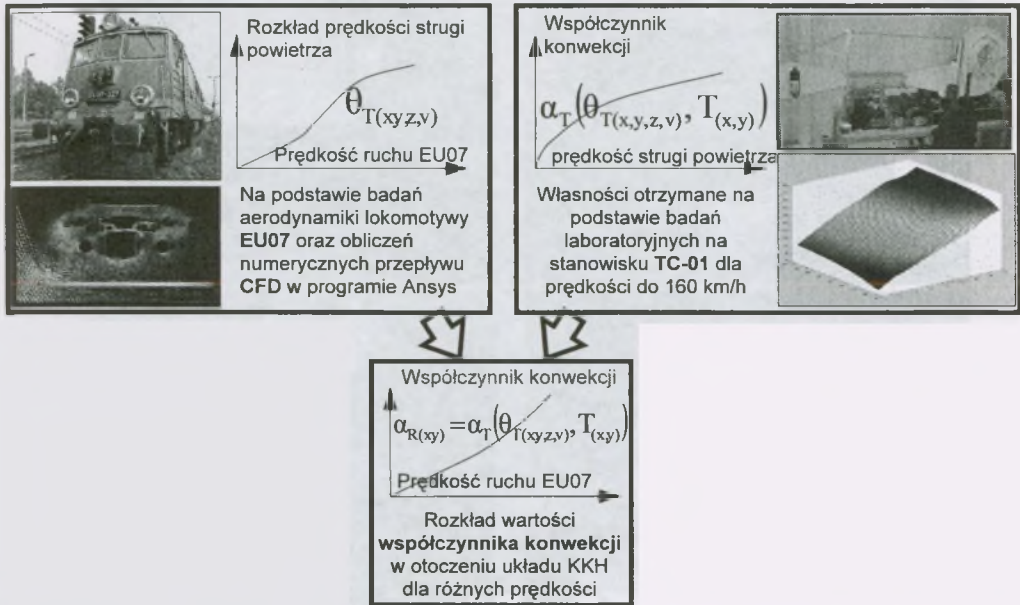 Rozkład prędkości strugi
powietrza
θT(xy,z,v)
Prędkość ruchu EU07
Na podstawie badań
aerodynamiki lokomotywy
EU07 oraz obliczeń
numerycznych przepływu
CFD w programie Ansys
Współczynnik
konwekcji
αT(θT(x,y,z,v), T(x,y))
prędkość strugi powietrza
Własności otrzymane na
podstawie badań
laboratoryjnych na
stanowisku TC-01 dla
prędkości do 160 km/h
Współczynnik konwekcji
αR(xy)=αT(θT(xy,z,v),T(xy))
Prędkość ruchu EU07
Rozkład wartości
współczynnika konwekcji
w otoczeniu układu KKH
dla różnych prędkości